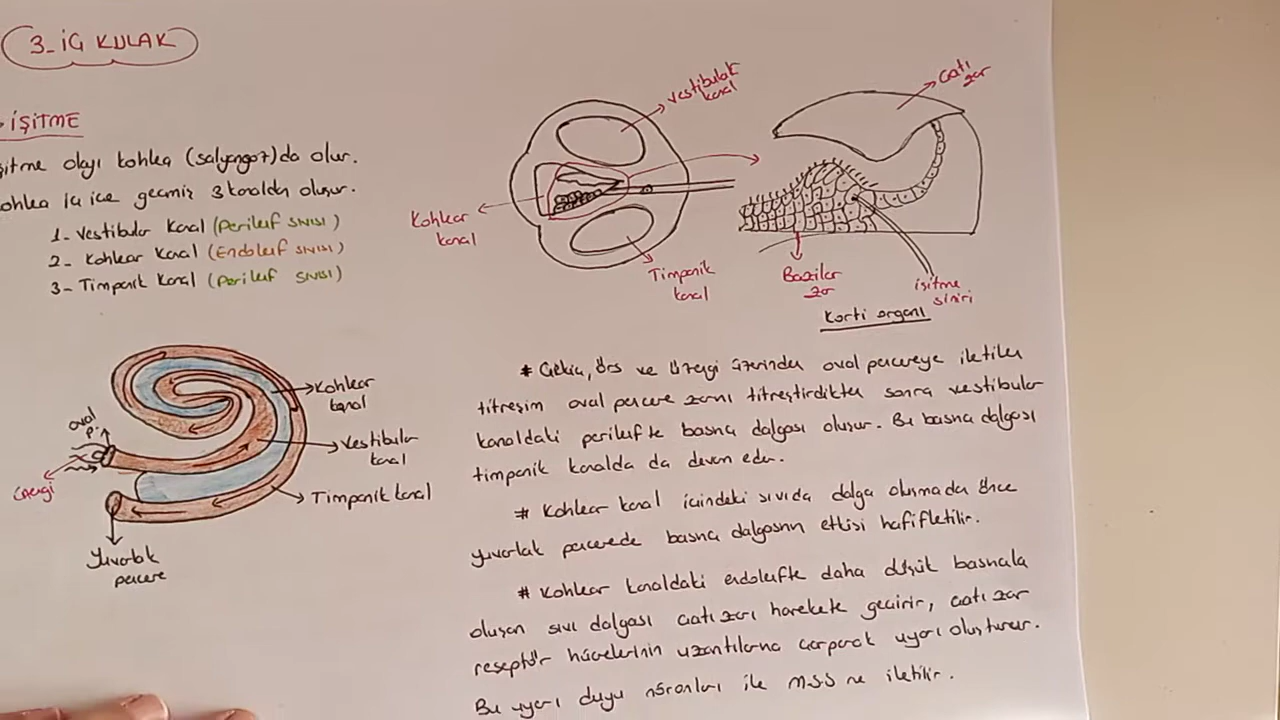 3- İÇ KULAK
İŞİTME
şitme olayı kohlea (salyangoz)da olur.
ohlea iç içe geçmiş 3 kanaldan oluşur.
1- Vestibular kanal (Perilenf sıvısı)
2- Kohlear kanal (Endolenf sıvısı)
3- Timpanik kanal (Perilenf sıvısı)
kohlear
kanal
vestibular
kanal
Timpanik kanal
oval
p.
üzengi
Yuvarlak
pencere
vestibular
kanal
Kohlear
kanal
Timpanik
kanal
Çatı
zar
Bazilar
zar
işitme
siniri
Korti organı
* Çekiç, Örs ve Üzengi üzerinden oval pencereye iletilen
titreşim oval pencere zarını titreştirdikten sonra vestibular
kanaldaki perilenfte basınç dalgası oluşur. Bu basınç dalgası
timpanik kanalda da devam eder.
* Kohlear kanal içindeki sıvıda dalga oluşmadan önce
yuvarlak pencerede basınç dalgasının etkisi hafifletilir.
* Kohlear kanaldaki endolenfte daha düşük basınçla
oluşan sıvı dalgası çatı zarı harekete geçirir, çatı zar
reseptör hücrelerinin uzantılarına çarparak uyarı oluşturur.
Bu uyarı duyu nöronları ile MSS ne iletilir.